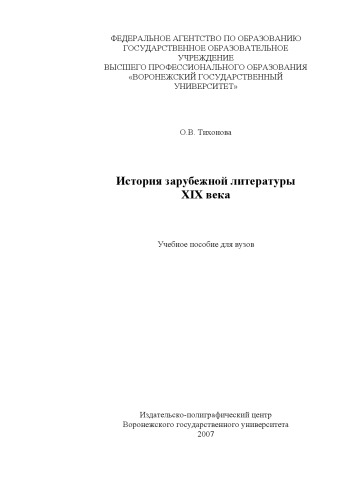 ФЕДЕРАЛЬНОЕ АГЕНТСТВО ПО ОБРАЗОВАНИЮ
ГОСУДАРСТВЕННОЕ ОБРАЗОВАТЕЛЬНОЕ
УЧРЕЖДЕНИЕ
ВЫСШЕГО ПРОФЕССИОНАЛЬНОГО ОБРАЗОВАНИЯ
«ВОРОНЕЖСКИЙ ГОСУДАРСТВЕННЫЙ
УНИВЕРСИТЕТ»
О.В. Тихонова
История зарубежной литературы
XIX века
Учебное пособие для вузов
Издательско-полиграфический центр
Воронежского государственного университета
2007